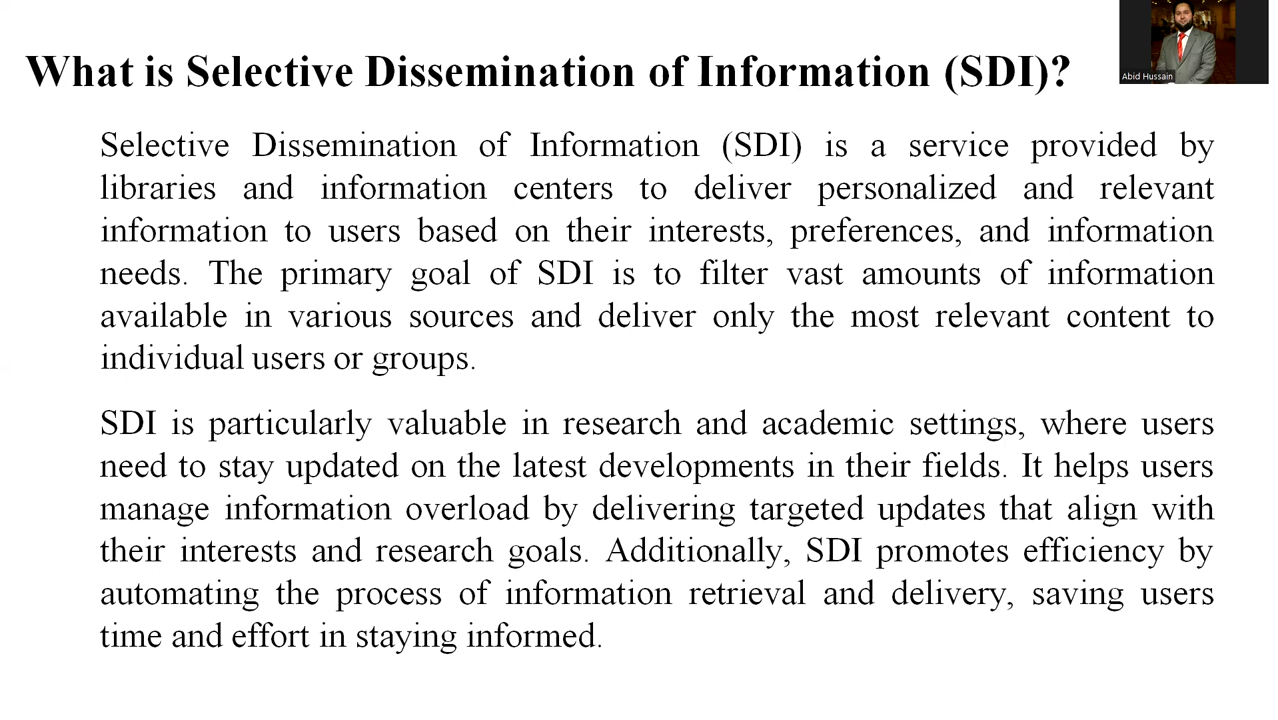 What is Selective Dissemination of Information (SDI)?
Abid Hussain
Selective Dissemination of Information (SDI) is a service provided by
libraries and information centers to deliver personalized and relevant
information to users based on their interests, preferences, and information
needs. The primary goal of SDI is to filter vast amounts of information
available in various sources and deliver only the most relevant content to
individual users or groups.
SDI is particularly valuable in research and academic settings, where users
need to stay updated on the latest developments in their fields. It helps users
manage information overload by delivering targeted updates that align with
their interests and research goals. Additionally, SDI promotes efficiency by
automating the process of information retrieval and delivery, saving users
time and effort in staying informed.